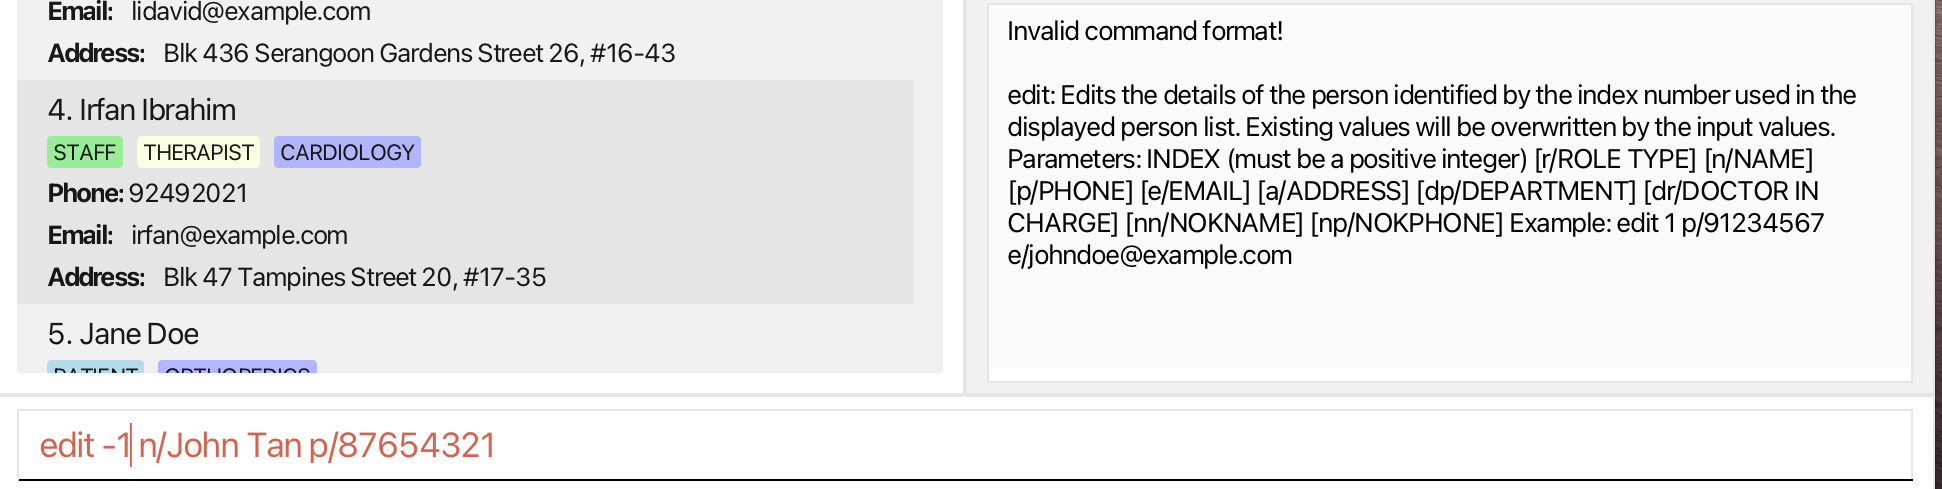 Email: lidavid@example.com
Address: Blk 436 Serangoon Gardens Street 26, #16-43
4. Irfan Ibrahim
STAFF THERAPIST CARDIOLOGY
Phone: 92492021
Email: irfan@example.com
Address: Blk 47 Tampines Street 20, #17-35
5. Jane Doe
PATIENT ORTHOPEDICS
Invalid command format!
edit: Edits the details of the person identified by the index number used in the
displayed person list. Existing values will be overwritten by the input values.
Parameters: INDEX (must be a positive integer) [r/ROLE TYPE] [n/NAME]
[p/PHONE] [e/EMAIL] [a/ADDRESS] [dp/DEPARTMENT] [dr/DOCTOR IN
CHARGE] [nn/NOKNAME] [np/NOKPHONE] Example: edit 1 p/91234567
e/johndoe@example.com
edit -1 n/John Tan p/87654321